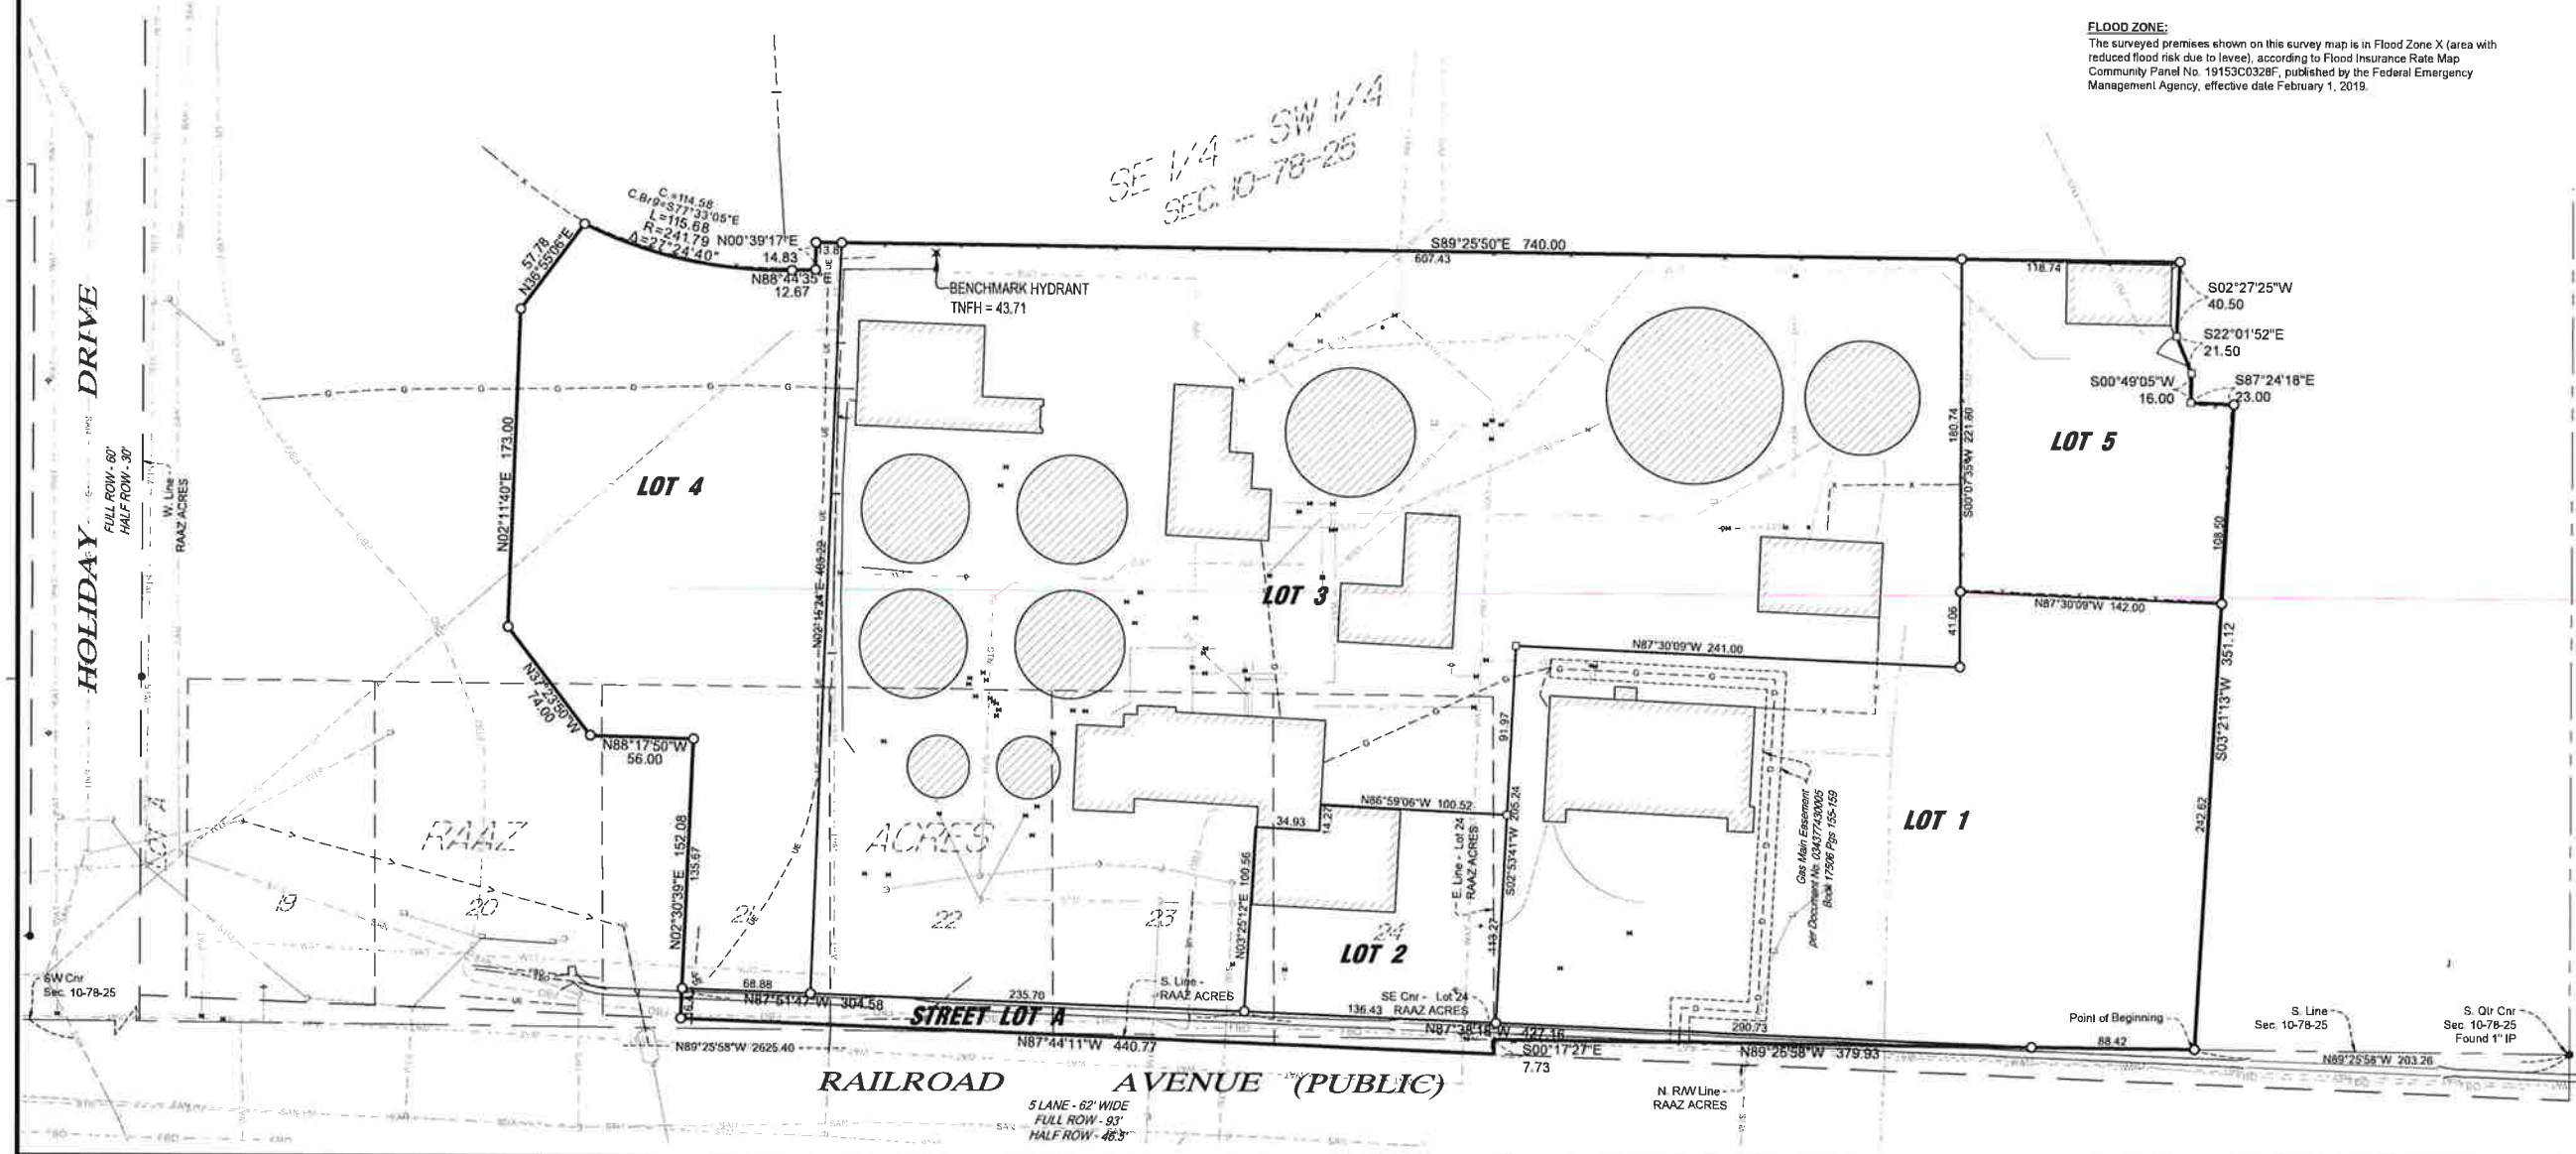 FLOOD ZONE:
The surveyed premises shown on this survey map is in Flood Zone X (area with
reduced flood risk due to levee), according to Flood Insurance Rate Map
Community Panel No. 19153C0328F, published by the Federal Emergency
Management Agency, effective date February 1, 2019.
SE 1/4 - SW 1/4
SEC. 10-78-25
C.=114.58
C.Brg=S77°33'05"E
L=115.68
R=241.79
Δ=27°24'40"
N00°39'17"E
14.83
N88°44'35"
12.67
57.78
N36°55'06"E
S89°25'50"E 740.00
607.43
118.74
BENCHMARK HYDRANT
TNFH = 43.71
S02°27'25"W
40.50
S22°01'52"E
21.50
S00°49'05"W
16.00
S87°24'18"E
23.00
HOLIDAY DRIVE
FULL ROW - 60'
HALF ROW - 30'
W. Line
RAAZ ACRES
N02°11'40"E 173.00
LOT 4
N02°15'24"E
LOT 3
180.74
S00°07'35"W 221.80
LOT 5
108.50
41.06
N87°30'09"W 142.00
N87°30'09"W 241.00
S03°21'13"W 351.12
N37°23'50"W
74.00
N88°17'50"W
56.00
91.97
N86°59'06"W 100.52
34.93
14.27
E. Line - Lot 24
RAAZ ACRES
S02°53'41"W 205.24
Gas Main Easement
per Document No. 034377430005
Book 17506 Pgs 155-159
LOT 1
242.62
N02°30'39"E 152.08
135.67
RAAZ ACRES
LOT A
19
20
21
22
23
24
N03°25'12"E 100.56
113.27
LOT 2
SW Cnr
Sec. 10-78-25
68.88
N87°51'47"W 304.58
235.70
S. Line -
RAAZ ACRES
SE Cnr - Lot 24
RAAZ ACRES
136.43
STREET LOT A
N87°38'18"W 427.16
290.73
Point of Beginning
88.42
S. Line
Sec. 10-78-25
S. Qtr Cnr
Sec. 10-78-25
Found 1" IP
N89°25'58"W 2625.40
N87°44'11"W 440.77
S00°17'27"E
7.73
N89°25'58"W 379.93
N89°25'58"W 203.26
RAILROAD AVENUE (PUBLIC)
5 LANE - 62' WIDE
FULL ROW - 93'
HALF ROW - 46.5'
N. R/W Line
RAAZ ACRES